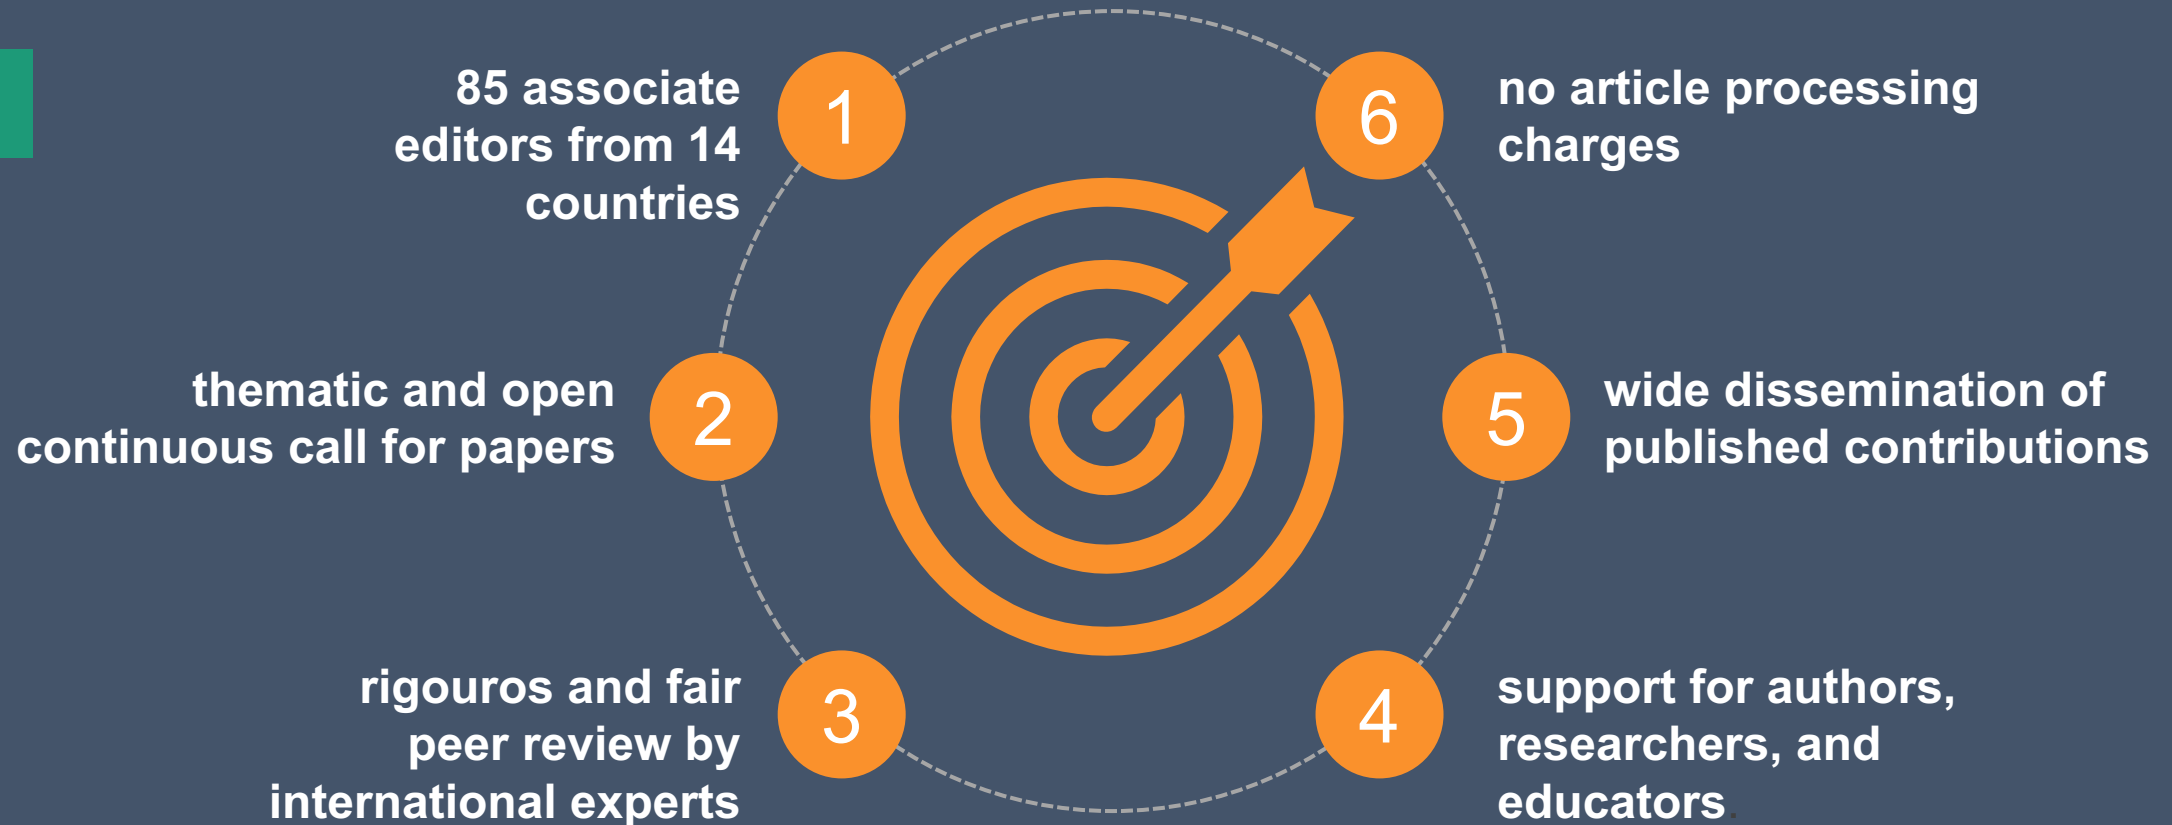 85 associate
editors from 14
countries
1
thematic and open
continuous call for papers
2
rigouros and fair
peer review by
international experts
3
4
support for authors,
researchers, and
educators.
5
wide dissemination of
published contributions
6
no article processing
charges